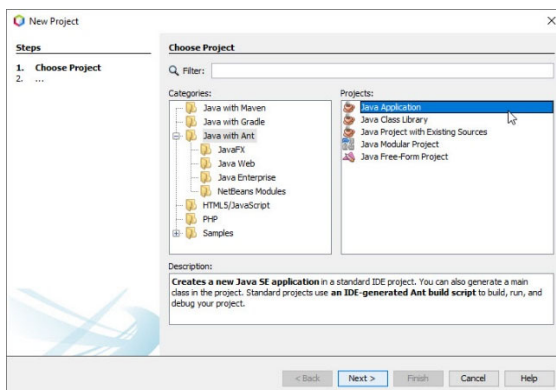 New Project
Steps
1. Choose Project
2. ...
Choose Project
Filter:
Categories:
Java with Maven
Java with Gradle
Java with Ant
JavaFX
Java Web
Java Enterprise
NetBeans Modules
HTML5/JavaScript
PHP
Samples
Projects:
Java Application
Java Class Library
Java Project with Existing Sources
Java Modular Project
Java Free-Form Project
Description:
Creates a new Java SE application in a standard IDE project. You can also generate a main
class in the project. Standard projects use an IDE-generated Ant build script to build, run, and
debug your project.
< Back Next > Finish Cancel Help